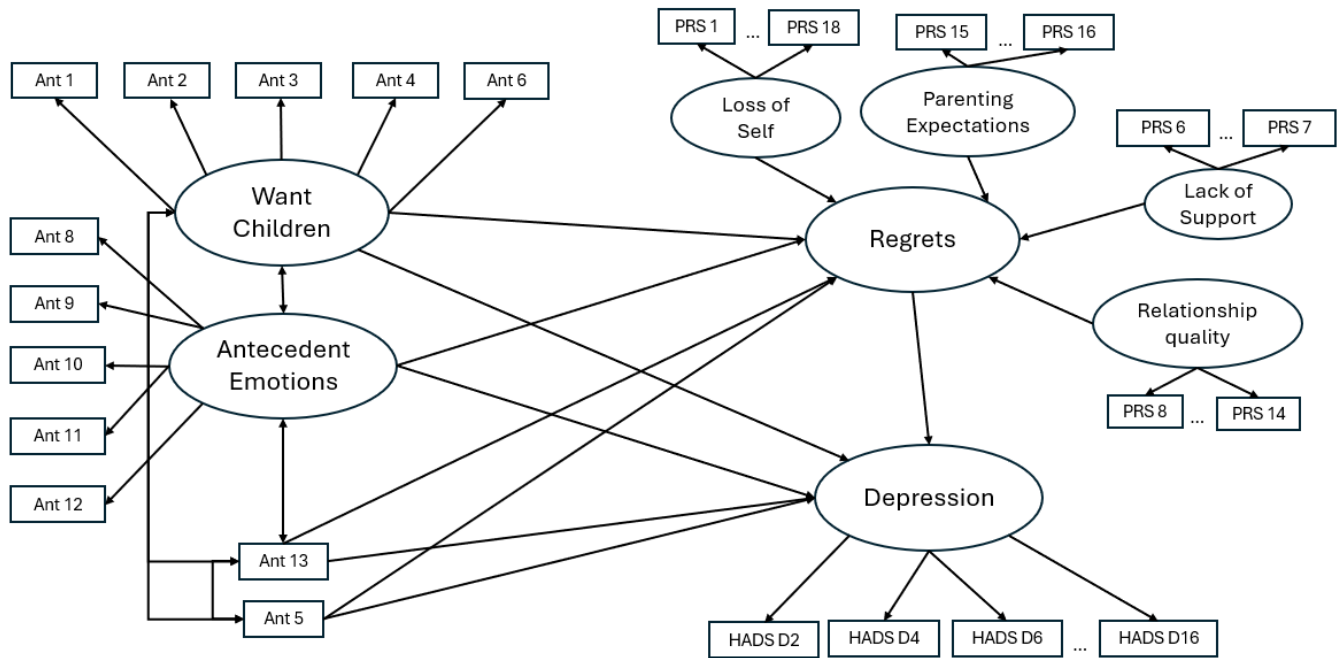 PRS 1
...
PRS 18
PRS 15
...
PRS 16
Ant 1
Ant 2
Ant 3
Ant 4
Ant 6
Loss of
Self
Parenting
Expectations
PRS 6
...
PRS 7
Want
Children
Lack of
Support
Ant 8
Regrets
Ant 9
Relationship
quality
Antecedent
Emotions
Ant 10
PRS 8
...
PRS 14
Ant 11
Ant 12
Depression
Ant 13
Ant 5
HADS D2
HADS D4
HADS D6
...
HADS D16